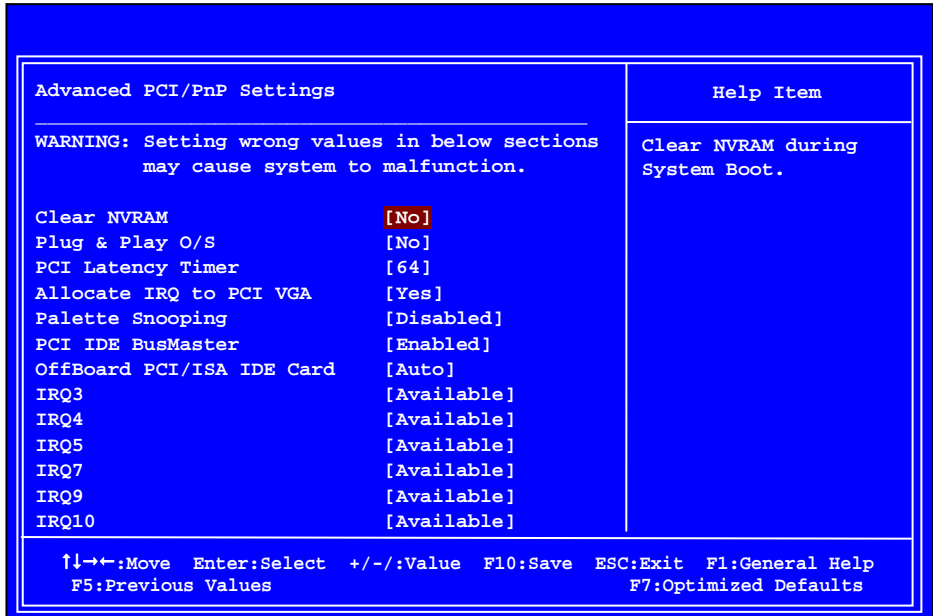 Advanced PCI/PnP Settings
Help Item
WARNING: Setting wrong values in below sections
may cause system to malfunction.
Clear NVRAM during
System Boot.
Clear NVRAM [No]
Plug & Play O/S [No]
PCI Latency Timer [64]
Allocate IRQ to PCI VGA [Yes]
Palette Snooping [Disabled]
PCI IDE BusMaster [Enabled]
OffBoard PCI/ISA IDE Card [Auto]
IRQ3 [Available]
IRQ4 [Available]
IRQ5 [Available]
IRQ7 [Available]
IRQ9 [Available]
IRQ10 [Available]
↑↓→←:Move Enter:Select +/-/:Value F10:Save ESC:Exit F1:General Help
F5:Previous Values F7:Optimized Defaults